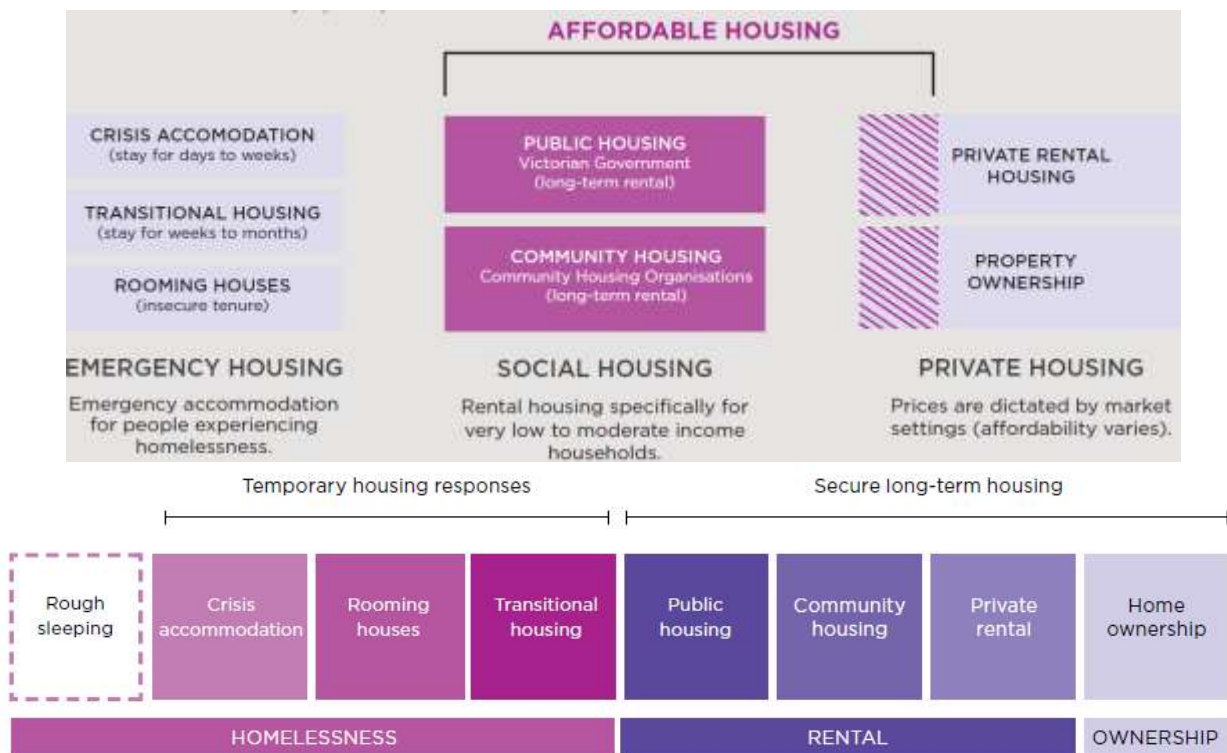 AFFORDABLE HOUSING
CRISIS ACCOMODATION
(stay for days to weeks)
TRANSITIONAL HOUSING
(stay for weeks to months)
ROOMING HOUSES
(insecure tenure)
EMERGENCY HOUSING
Emergency accommodation
for people experiencing
homelessness.
PUBLIC HOUSING
Victorian Government
(long-term rental)
COMMUNITY HOUSING
Community Housing Organisations
(long-term rental)
SOCIAL HOUSING
Rental housing specifically for
very low to moderate income
households.
PRIVATE RENTAL
HOUSING
PROPERTY
OWNERSHIP
PRIVATE HOUSING
Prices are dictated by market
settings (affordability varies).
Temporary housing responses
Secure long-term housing
Rough
sleeping
Crisis
accommodation
Rooming
houses
Transitional
housing
Public
housing
Community
housing
Private
rental
Home
ownership
HOMELESSNESS
RENTAL
OWNERSHIP